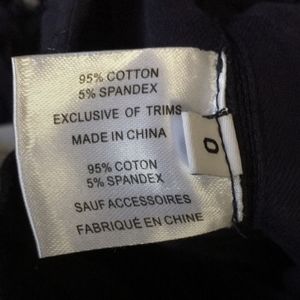 95% COTTON
5% SPANDEX
EXCLUSIVE OF TRIMS
MADE IN CHINA
95% COTON
5% SPANDEX
SAUF ACCESSOIRES
FABRIQUÉ EN CHINE
0